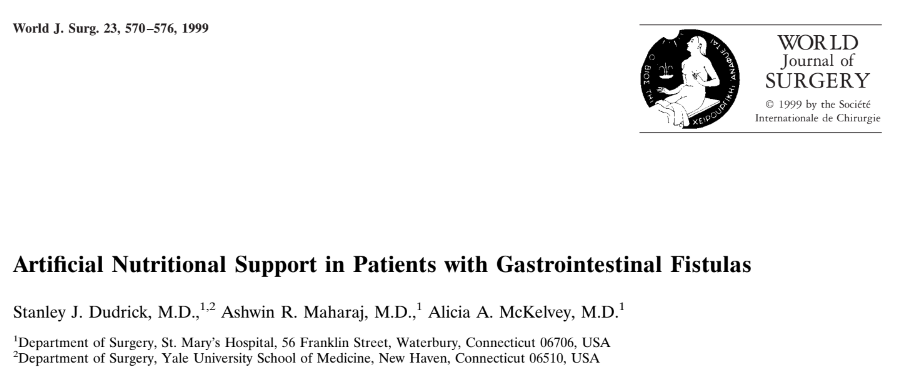 World J. Surg. 23, 570–576, 1999
WORLD
Journal of
SURGERY
© 1999 by the Société
Internationale de Chirurgie
Ο ΒΙΟΣ ΤΗ
ΧΕΙΡΟΥΡΓΙΚΗ
Artificial Nutritional Support in Patients with Gastrointestinal Fistulas
Stanley J. Dudrick, M.D.,1,2 Ashwin R. Maharaj, M.D.,1 Alicia A. McKelvey, M.D.1
1Department of Surgery, St. Mary's Hospital, 56 Franklin Street, Waterbury, Connecticut 06706, USA
2Department of Surgery, Yale University School of Medicine, New Haven, Connecticut 06510, USA